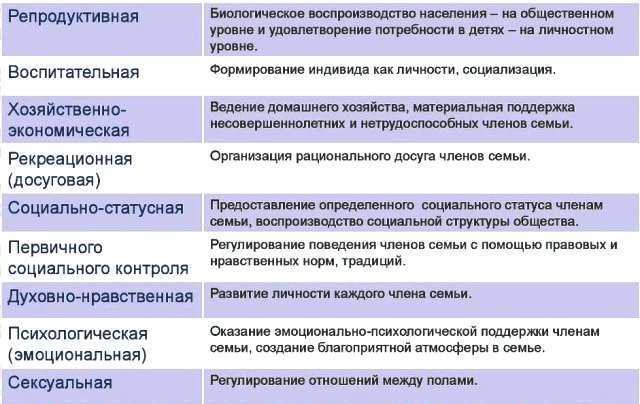 Репродуктивная
Биологическое воспроизводство населения – на общественном
уровне и удовлетворение потребности в детях – на личностном
уровне.
Воспитательная
Формирование индивида как личности, социализация.
Хозяйственно-
экономическая
Ведение домашнего хозяйства, материальная поддержка
несовершеннолетних и нетрудоспособных членов семьи.
Рекреационная
(досуговая)
Организация рационального досуга членов семьи.
Социально-статусная
Предоставление определенного социального статуса членам
семьи, воспроизводство социальной структуры общества.
Первичного
социального контроля
Регулирование поведения членов семьи с помощью правовых и
нравственных норм, традиций.
Духовно-нравственная
Развитие личности каждого члена семьи.
Психологическая
(эмоциональная)
Оказание эмоционально-психологической поддержки членам
семьи, создание благоприятной атмосферы в семье.
Сексуальная
Регулирование отношений между полами.